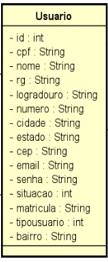 Usuario
- id : int
- cpf : String
- nome : String
- rg : String
- logradouro : String
- numero : String
- cidade : String
- estado : String
- cep : String
- email : String
- senha : String
- situacao : int
- matricula : String
- tipousuario : int
- bairro : String